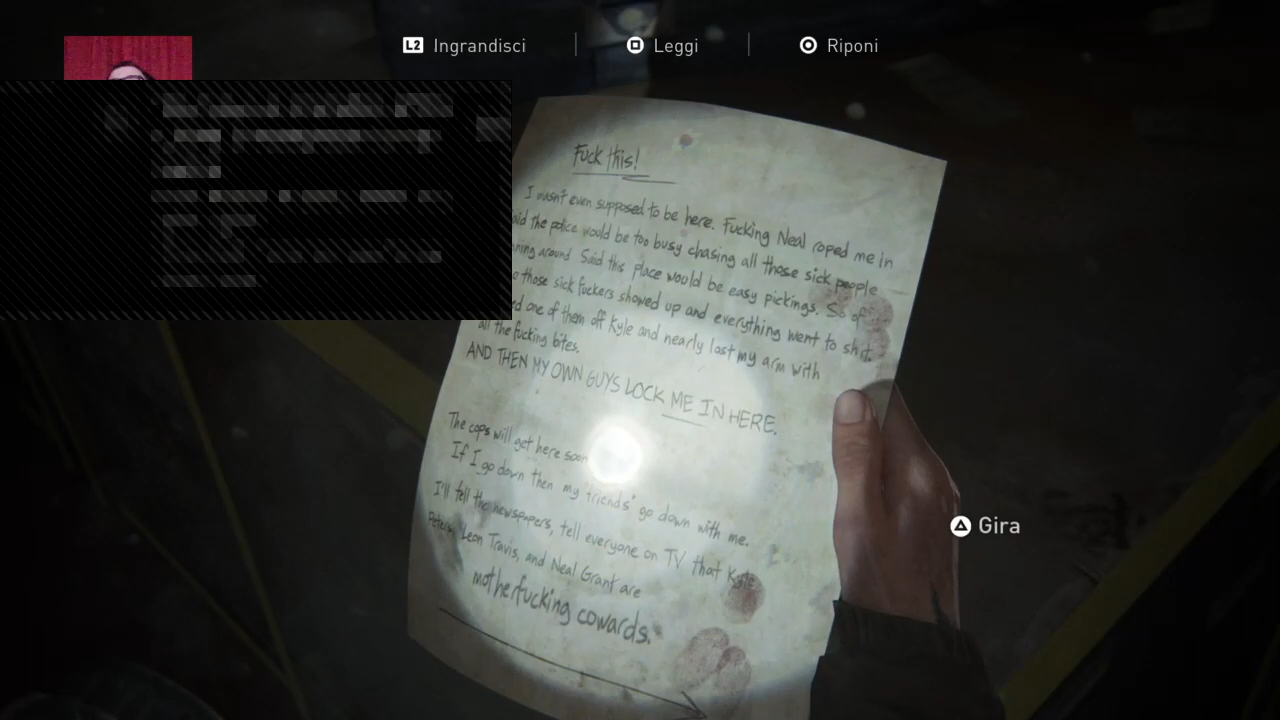 L2 Ingrandisci
Leggi
Riponi
Fuck this!
I wasn't even supposed to be here. Fucking Neal roped me in
the police would be too busy chasing all those sick people
around. Said this place would be easy pickings. So of
those sick fuckers showed up and everything went to shit.
one of them off Kyle and nearly lost my arm with
all the fucking bites.
AND THEN MY OWN GUYS LOCK ME IN HERE.
The cops will get here soon
If I go down then my "friends" go down with me.
I'll tell the newspapers, tell everyone on TV that Kyle
Peters, Leon Travis, and Neal Grant are
motherfucking cowards.
Gira